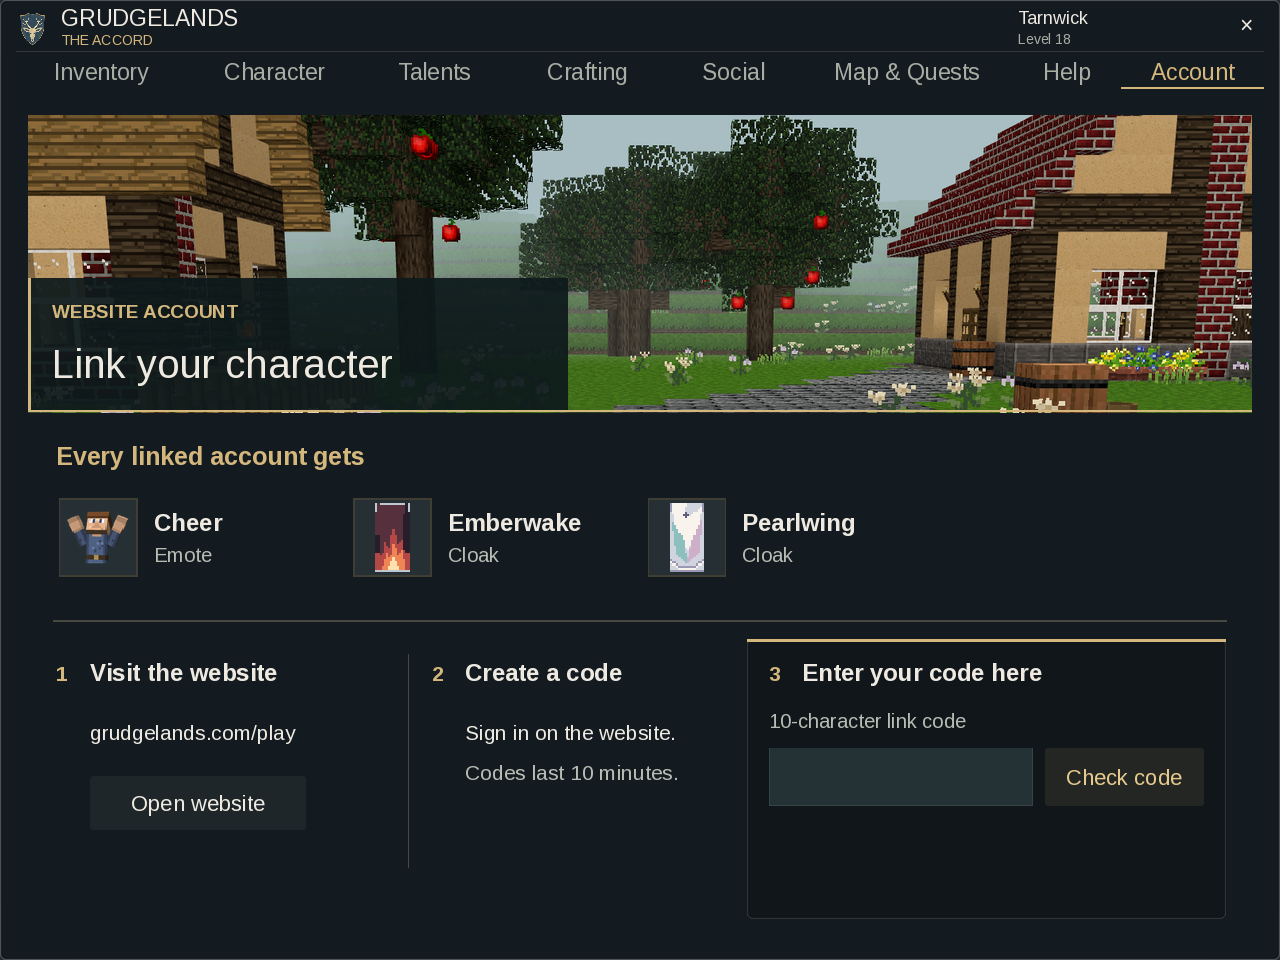 GRUDGELANDS
THE ACCORD
Tarnwick
Level 18
×
Inventory
Character
Talents
Crafting
Social
Map & Quests
Help
Account
WEBSITE ACCOUNT
Link your character
Every linked account gets
Cheer
Emote
Emberwake
Cloak
Pearlwing
Cloak
1 Visit the website
grudgelands.com/play
Open website
2 Create a code
Sign in on the website.
Codes last 10 minutes.
3 Enter your code here
10-character link code
Check code